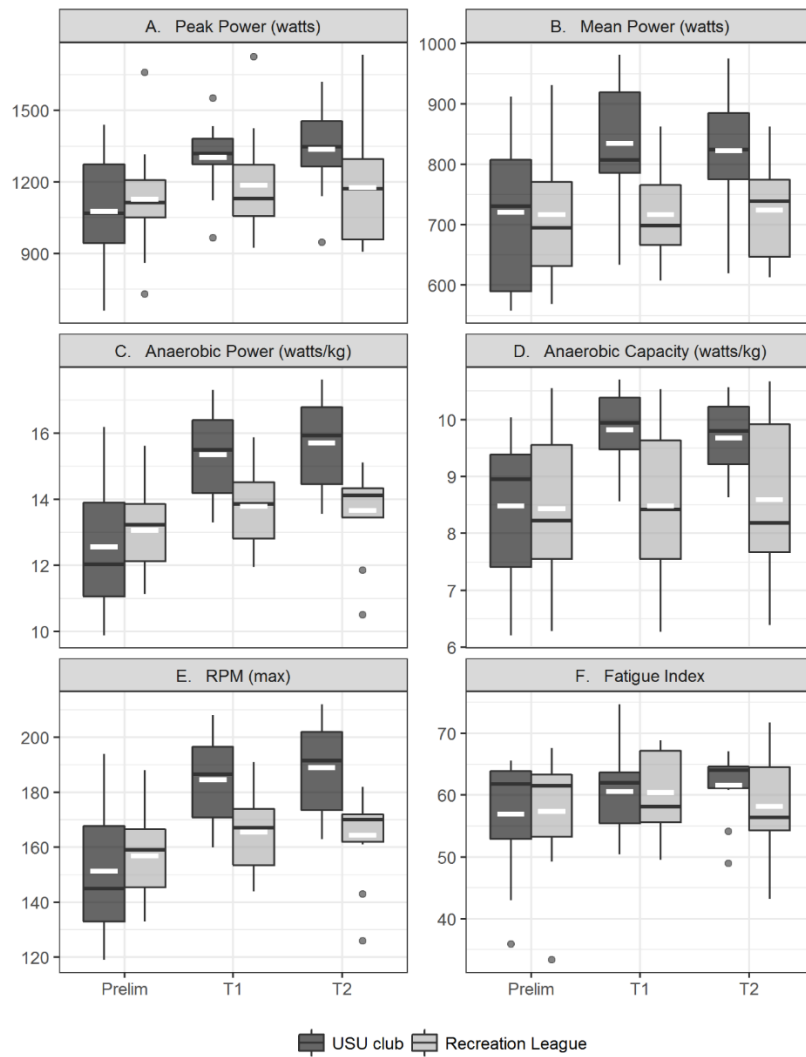 A. Peak Power (watts)
1500
1200
900
B. Mean Power (watts)
1000
900
800
700
600
C. Anaerobic Power (watts/kg)
16
14
12
10
D. Anaerobic Capacity (watts/kg)
10
9
8
7
6
E. RPM (max)
200
180
160
140
120
Prelim T1 T2
F. Fatigue Index
70
60
50
40
Prelim T1 T2
USU club Recreation League